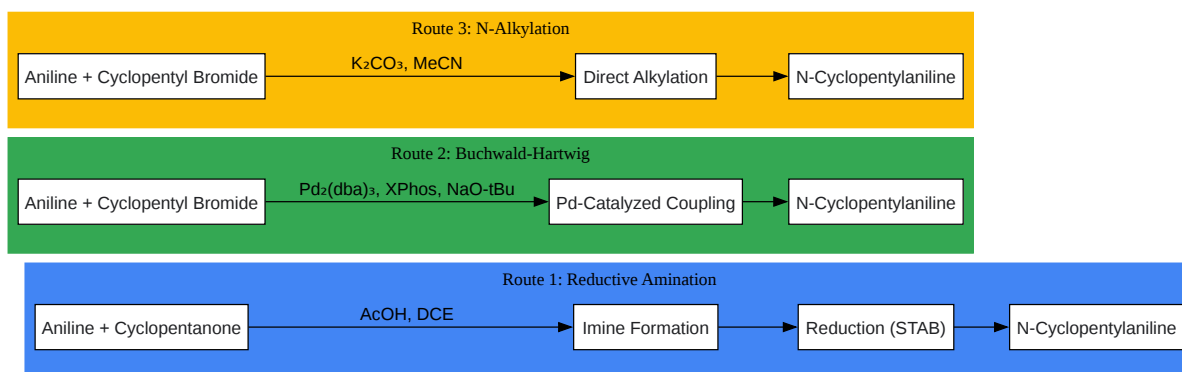 Route 3: N-Alkylation
Aniline + Cyclopentyl Bromide
K₂CO₃, MeCN
Direct Alkylation
N-Cyclopentylaniline
Route 2: Buchwald-Hartwig
Aniline + Cyclopentyl Bromide
Pd₂(dba)₃, XPhos, NaO-tBu
Pd-Catalyzed Coupling
N-Cyclopentylaniline
Route 1: Reductive Amination
Aniline + Cyclopentanone
AcOH, DCE
Imine Formation
Reduction (STAB)
N-Cyclopentylaniline